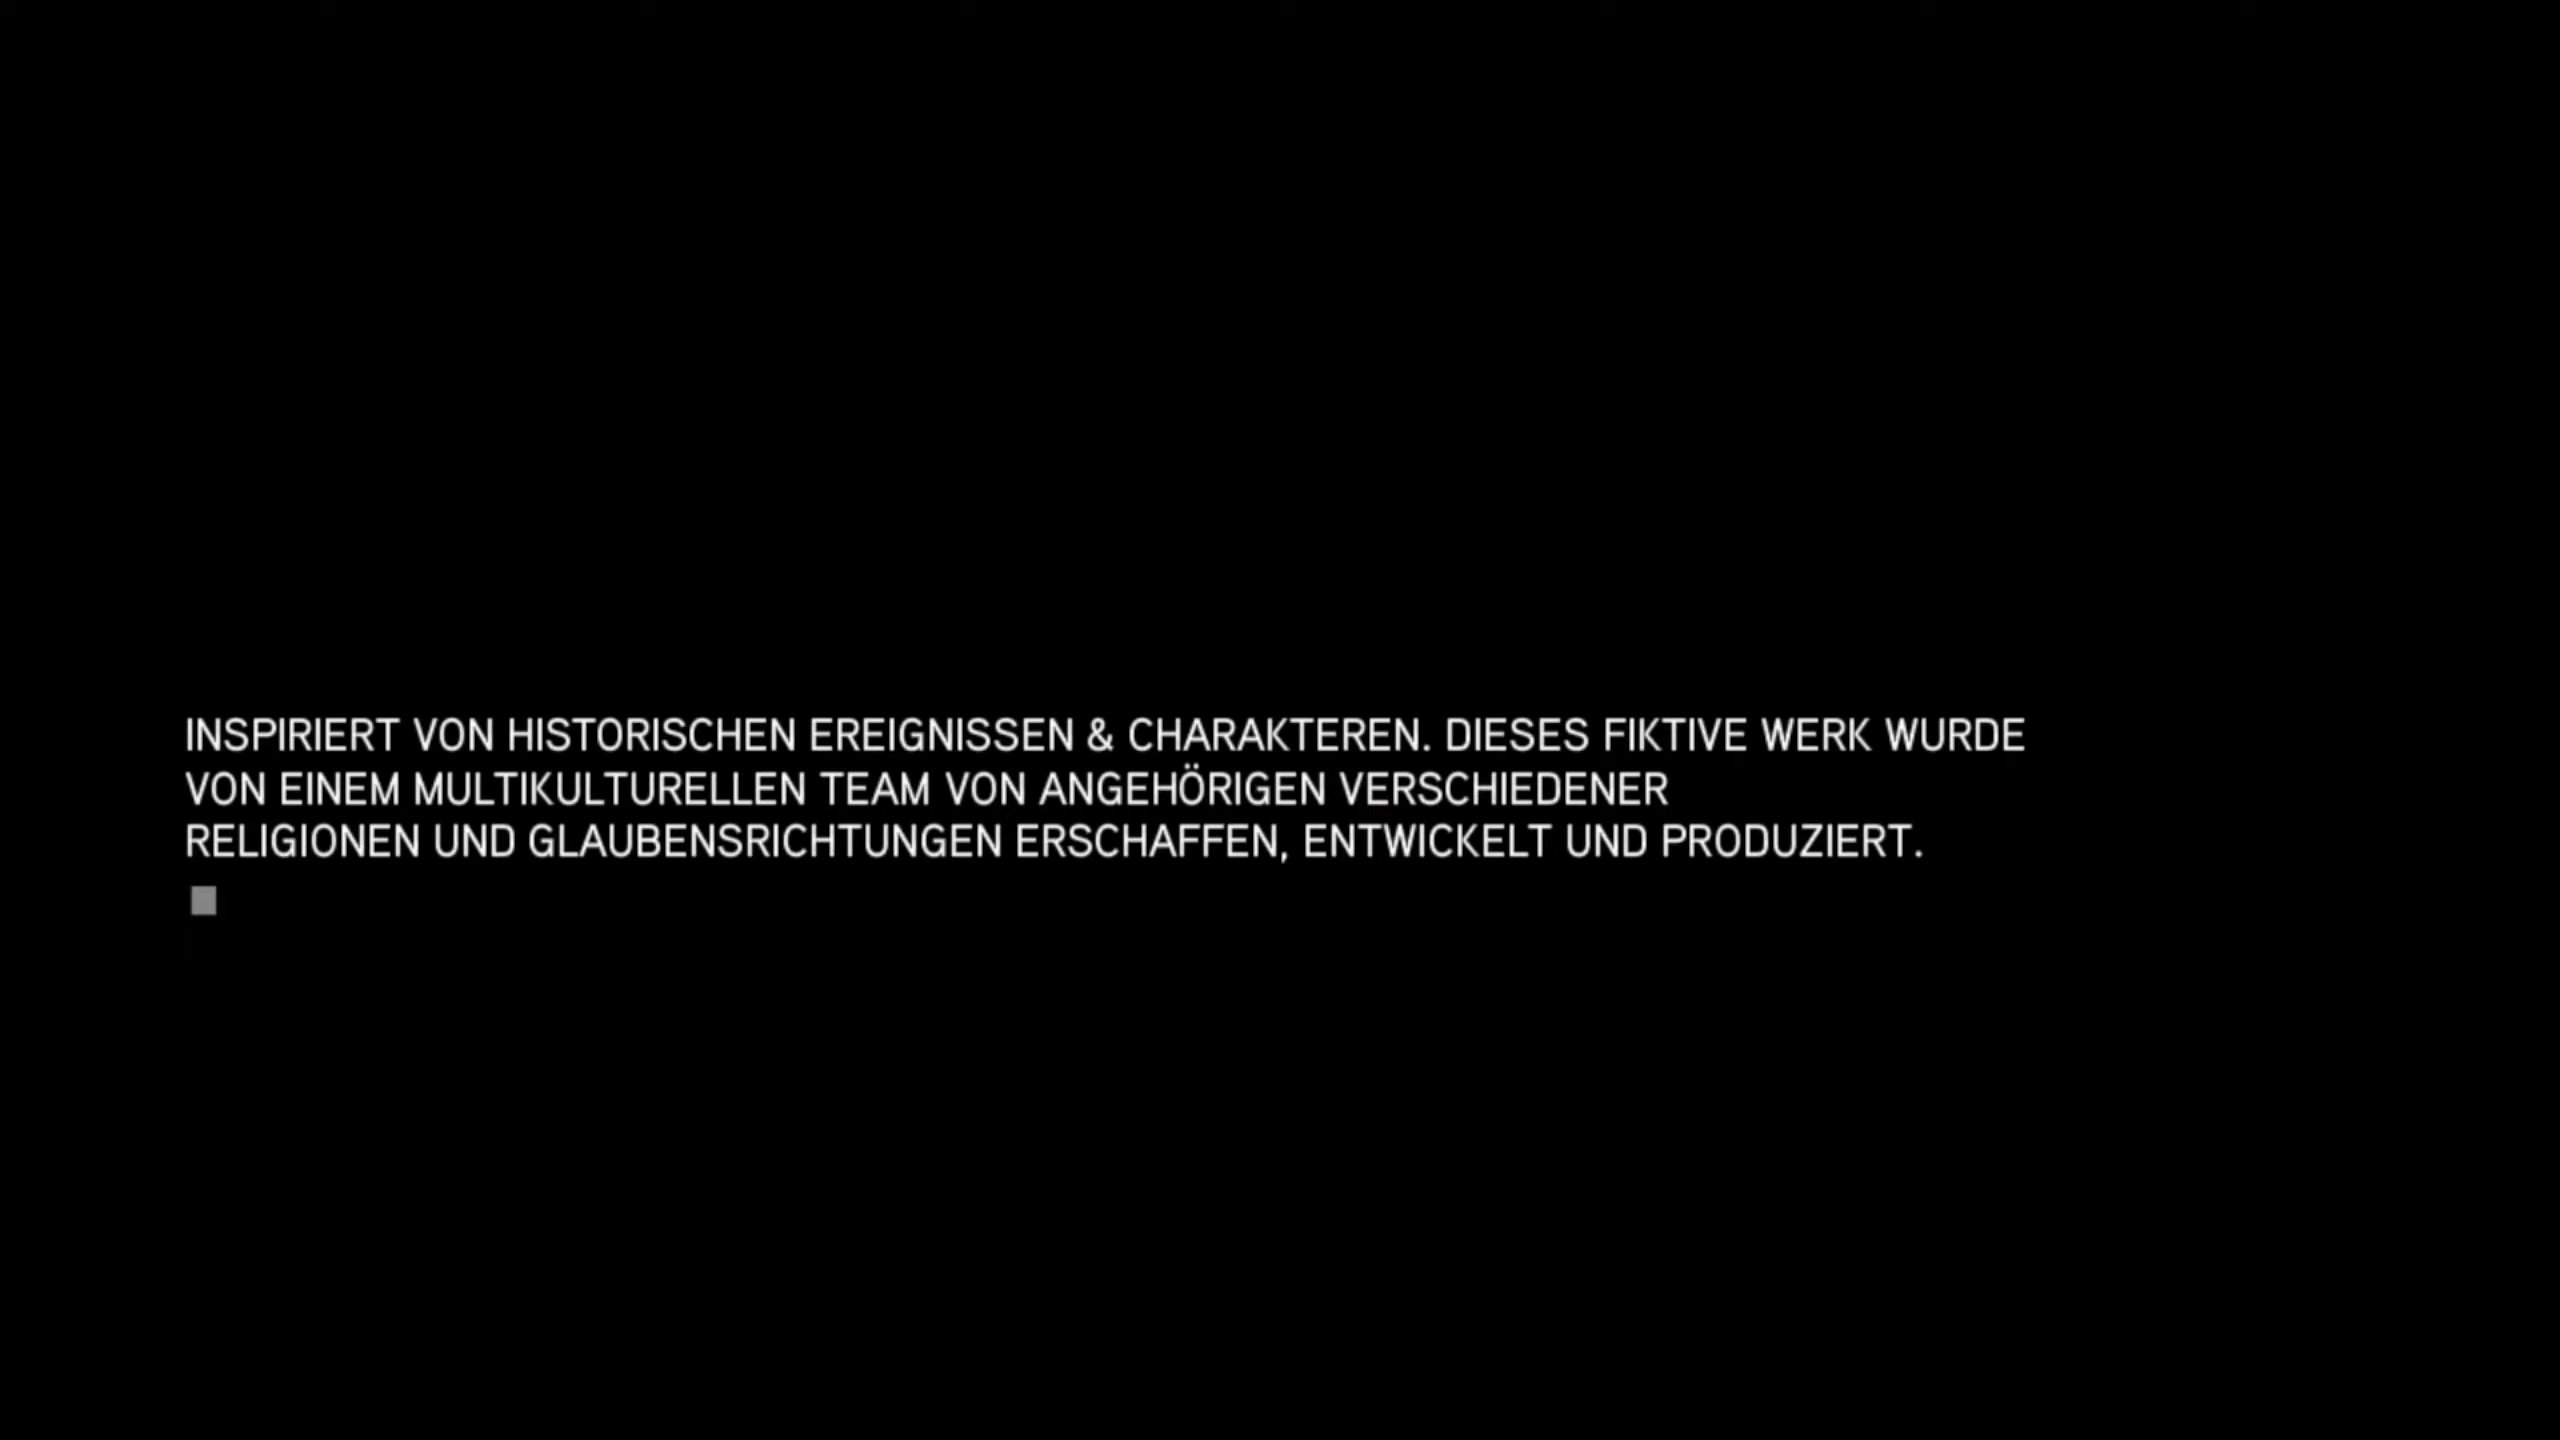 INSPIRIERT VON HISTORISCHEN EREIGNISSEN & CHARAKTEREN. DIESES FIKTIVE WERK WURDE
VON EINEM MULTIKULTURELLEN TEAM VON ANGEHÖRIGEN VERSCHIEDENER
RELIGIONEN UND GLAUBENSRICHTUNGEN ERSCHAFFEN, ENTWICKELT UND PRODUZIERT.